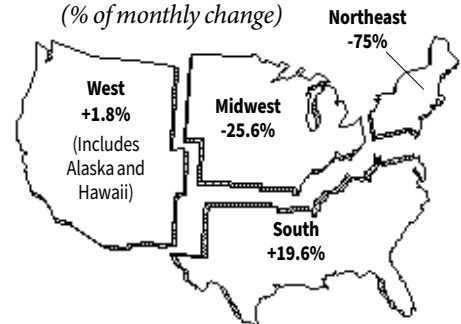 (% of monthly change)
Northeast
-75%
West
+1.8%
(Includes
Alaska and
Hawaii)
Midwest
-25.6%
South
+19.6%